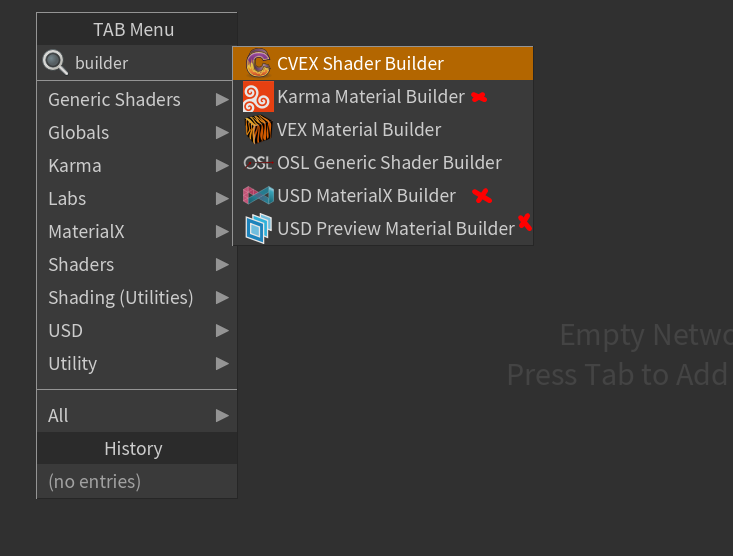 TAB Menu
builder
Generic Shaders
Globals
Karma
Labs
MaterialX
Shaders
Shading (Utilities)
USD
Utility
All
History
(no entries)
CVEX Shader Builder
Karma Material Builder
VEX Material Builder
OSL OSL Generic Shader Builder
USD MaterialX Builder
USD Preview Material Builder
Empty Netwo
Press Tab to Add